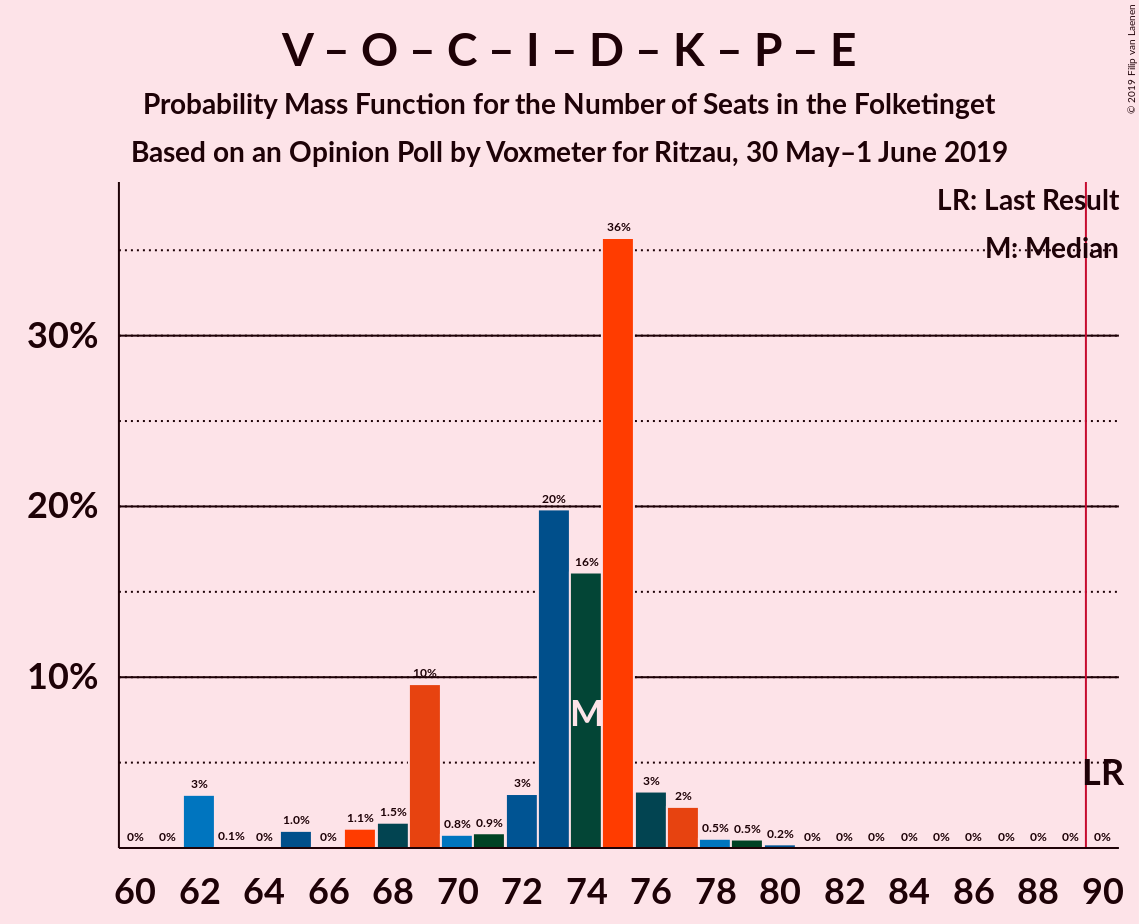 V – O – C – I – D – K – P – E
Probability Mass Function for the Number of Seats in the Folketinget
Based on an Opinion Poll by Voxmeter for Ritzau, 30 May–1 June 2019
© 2019 Filip van Laenen
LR: Last Result
M: Median
30%
20%
10%
0% 0% 3% 0.1% 0% 1.0% 0% 1.1% 1.5% 10% 0.8% 0.9% 3% 20% 16% 36% 3% 2% 0.5% 0.5% 0.2% 0% 0% 0% 0% 0% 0% 0% 0% 0% 0%
M
LR
60 62 64 66 68 70 72 74 76 78 80 82 84 86 88 90